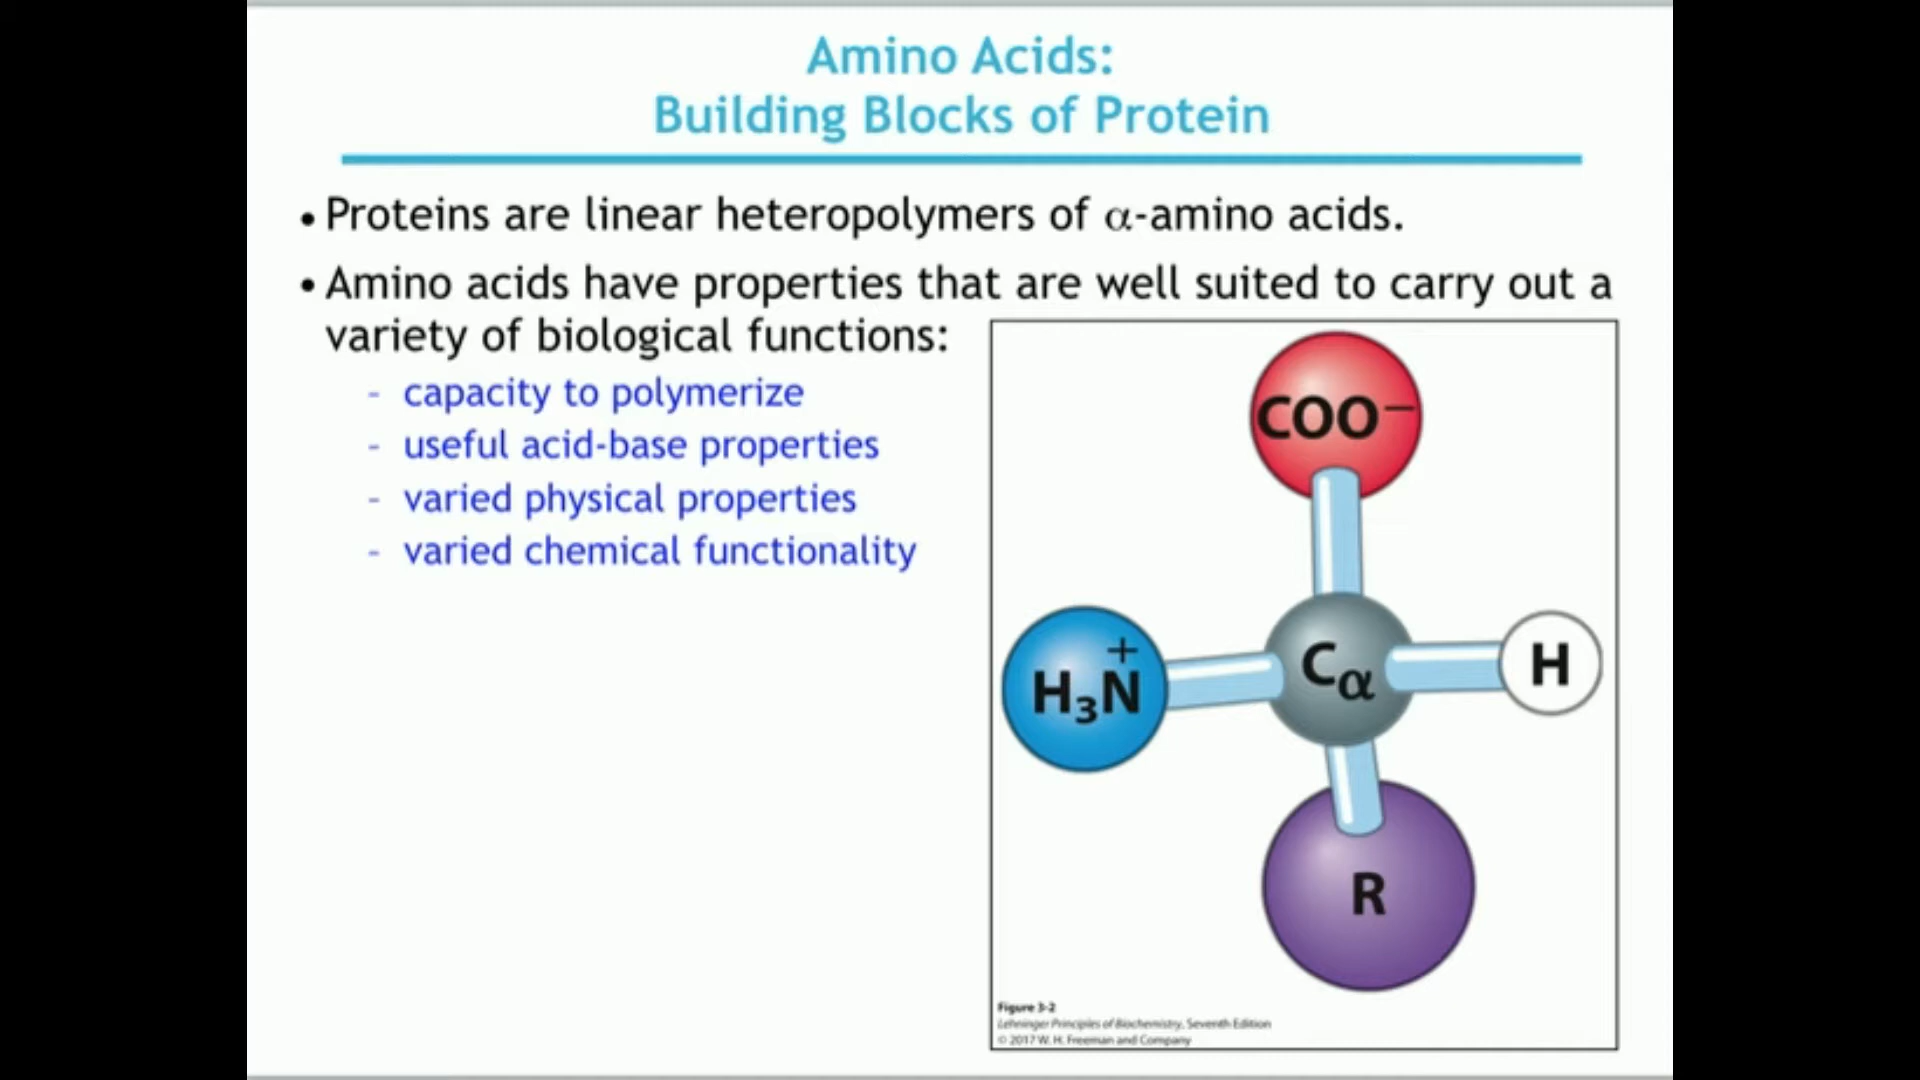 Amino Acids:
Building Blocks of Protein
• Proteins are linear heteropolymers of α-amino acids.
• Amino acids have properties that are well suited to carry out a
variety of biological functions:
- capacity to polymerize
- useful acid-base properties
- varied physical properties
- varied chemical functionality
COO⁻
H₃N⁺
Cα
H
R
Figure 3-2
Lehninger Principles of Biochemistry, Seventh Edition
© 2017 W. H. Freeman and Company